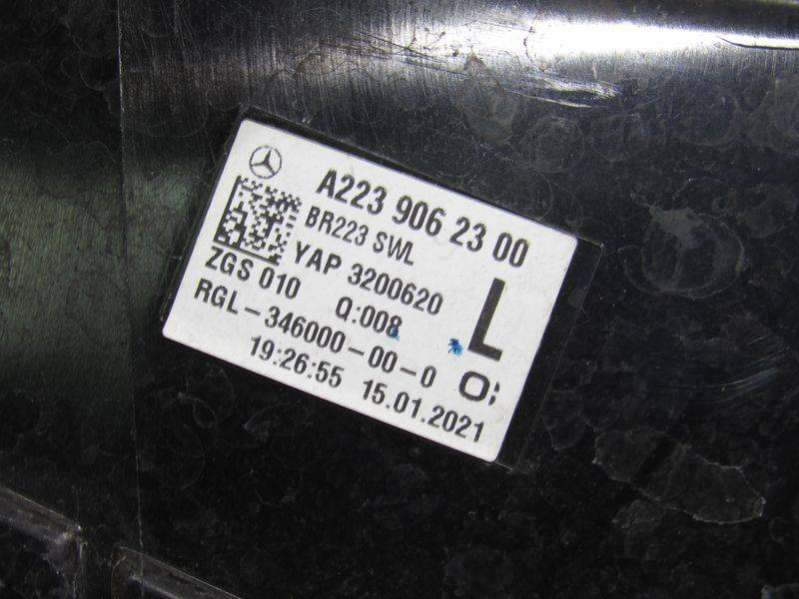 A223 906 23 00
BR223 SWL
YAP 3200620
ZGS 010 Q:008
L
RGL-346000-00-0
19:26:55 15.01.2021